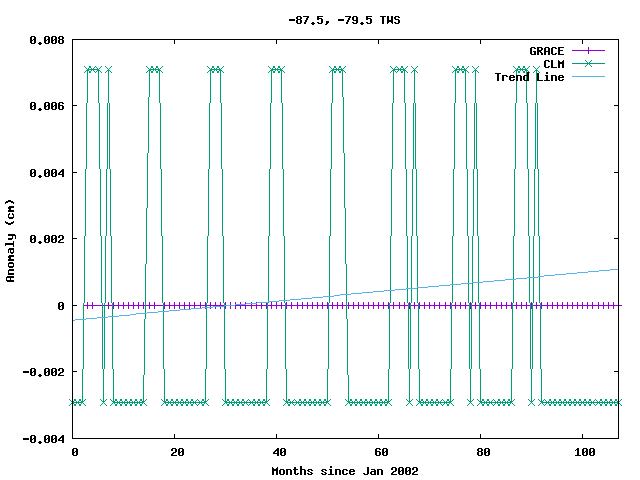 -87.5, -79.5 TWS
0.008
0.006
0.004
0.002
0
-0.002
-0.004
Anomaly (cm)
GRACE
CLM
Trend Line
0 20 40 60 80 100
Months since Jan 2002